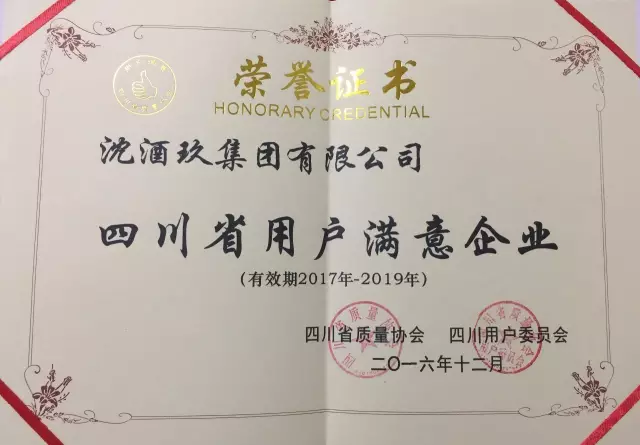 荣誉证书
HONORARY CREDENTIAL
沈酒玖集团有限公司
四川省用户满意企业
(有效期2017年-2019年)
四川省质量协会 四川用户委员会
二〇一六年十二月